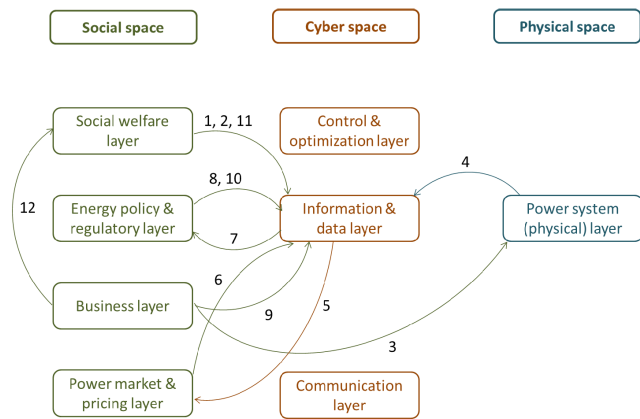 Social space
Cyber space
Physical space
Social welfare
layer
1, 2, 11
Control &
optimization layer
4
8, 10
12
Energy policy &
regulatory layer
Information &
data layer
Power system
(physical) layer
7
6
Business layer
9
5
3
Power market &
pricing layer
Communication
layer